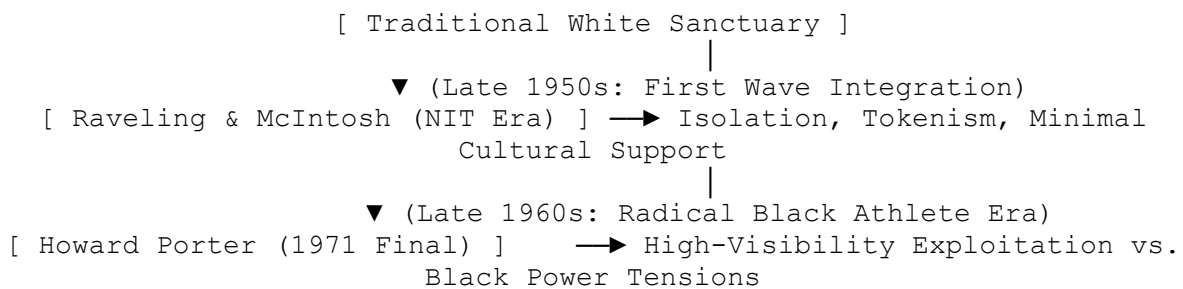 [ Traditional White Sanctuary ]
│
▼ (Late 1950s: First Wave Integration)
[ Raveling & McIntosh (NIT Era) ] ──► Isolation, Tokenism, Minimal
Cultural Support
│
▼ (Late 1960s: Radical Black Athlete Era)
[ Howard Porter (1971 Final) ] ──► High-Visibility Exploitation vs.
Black Power Tensions